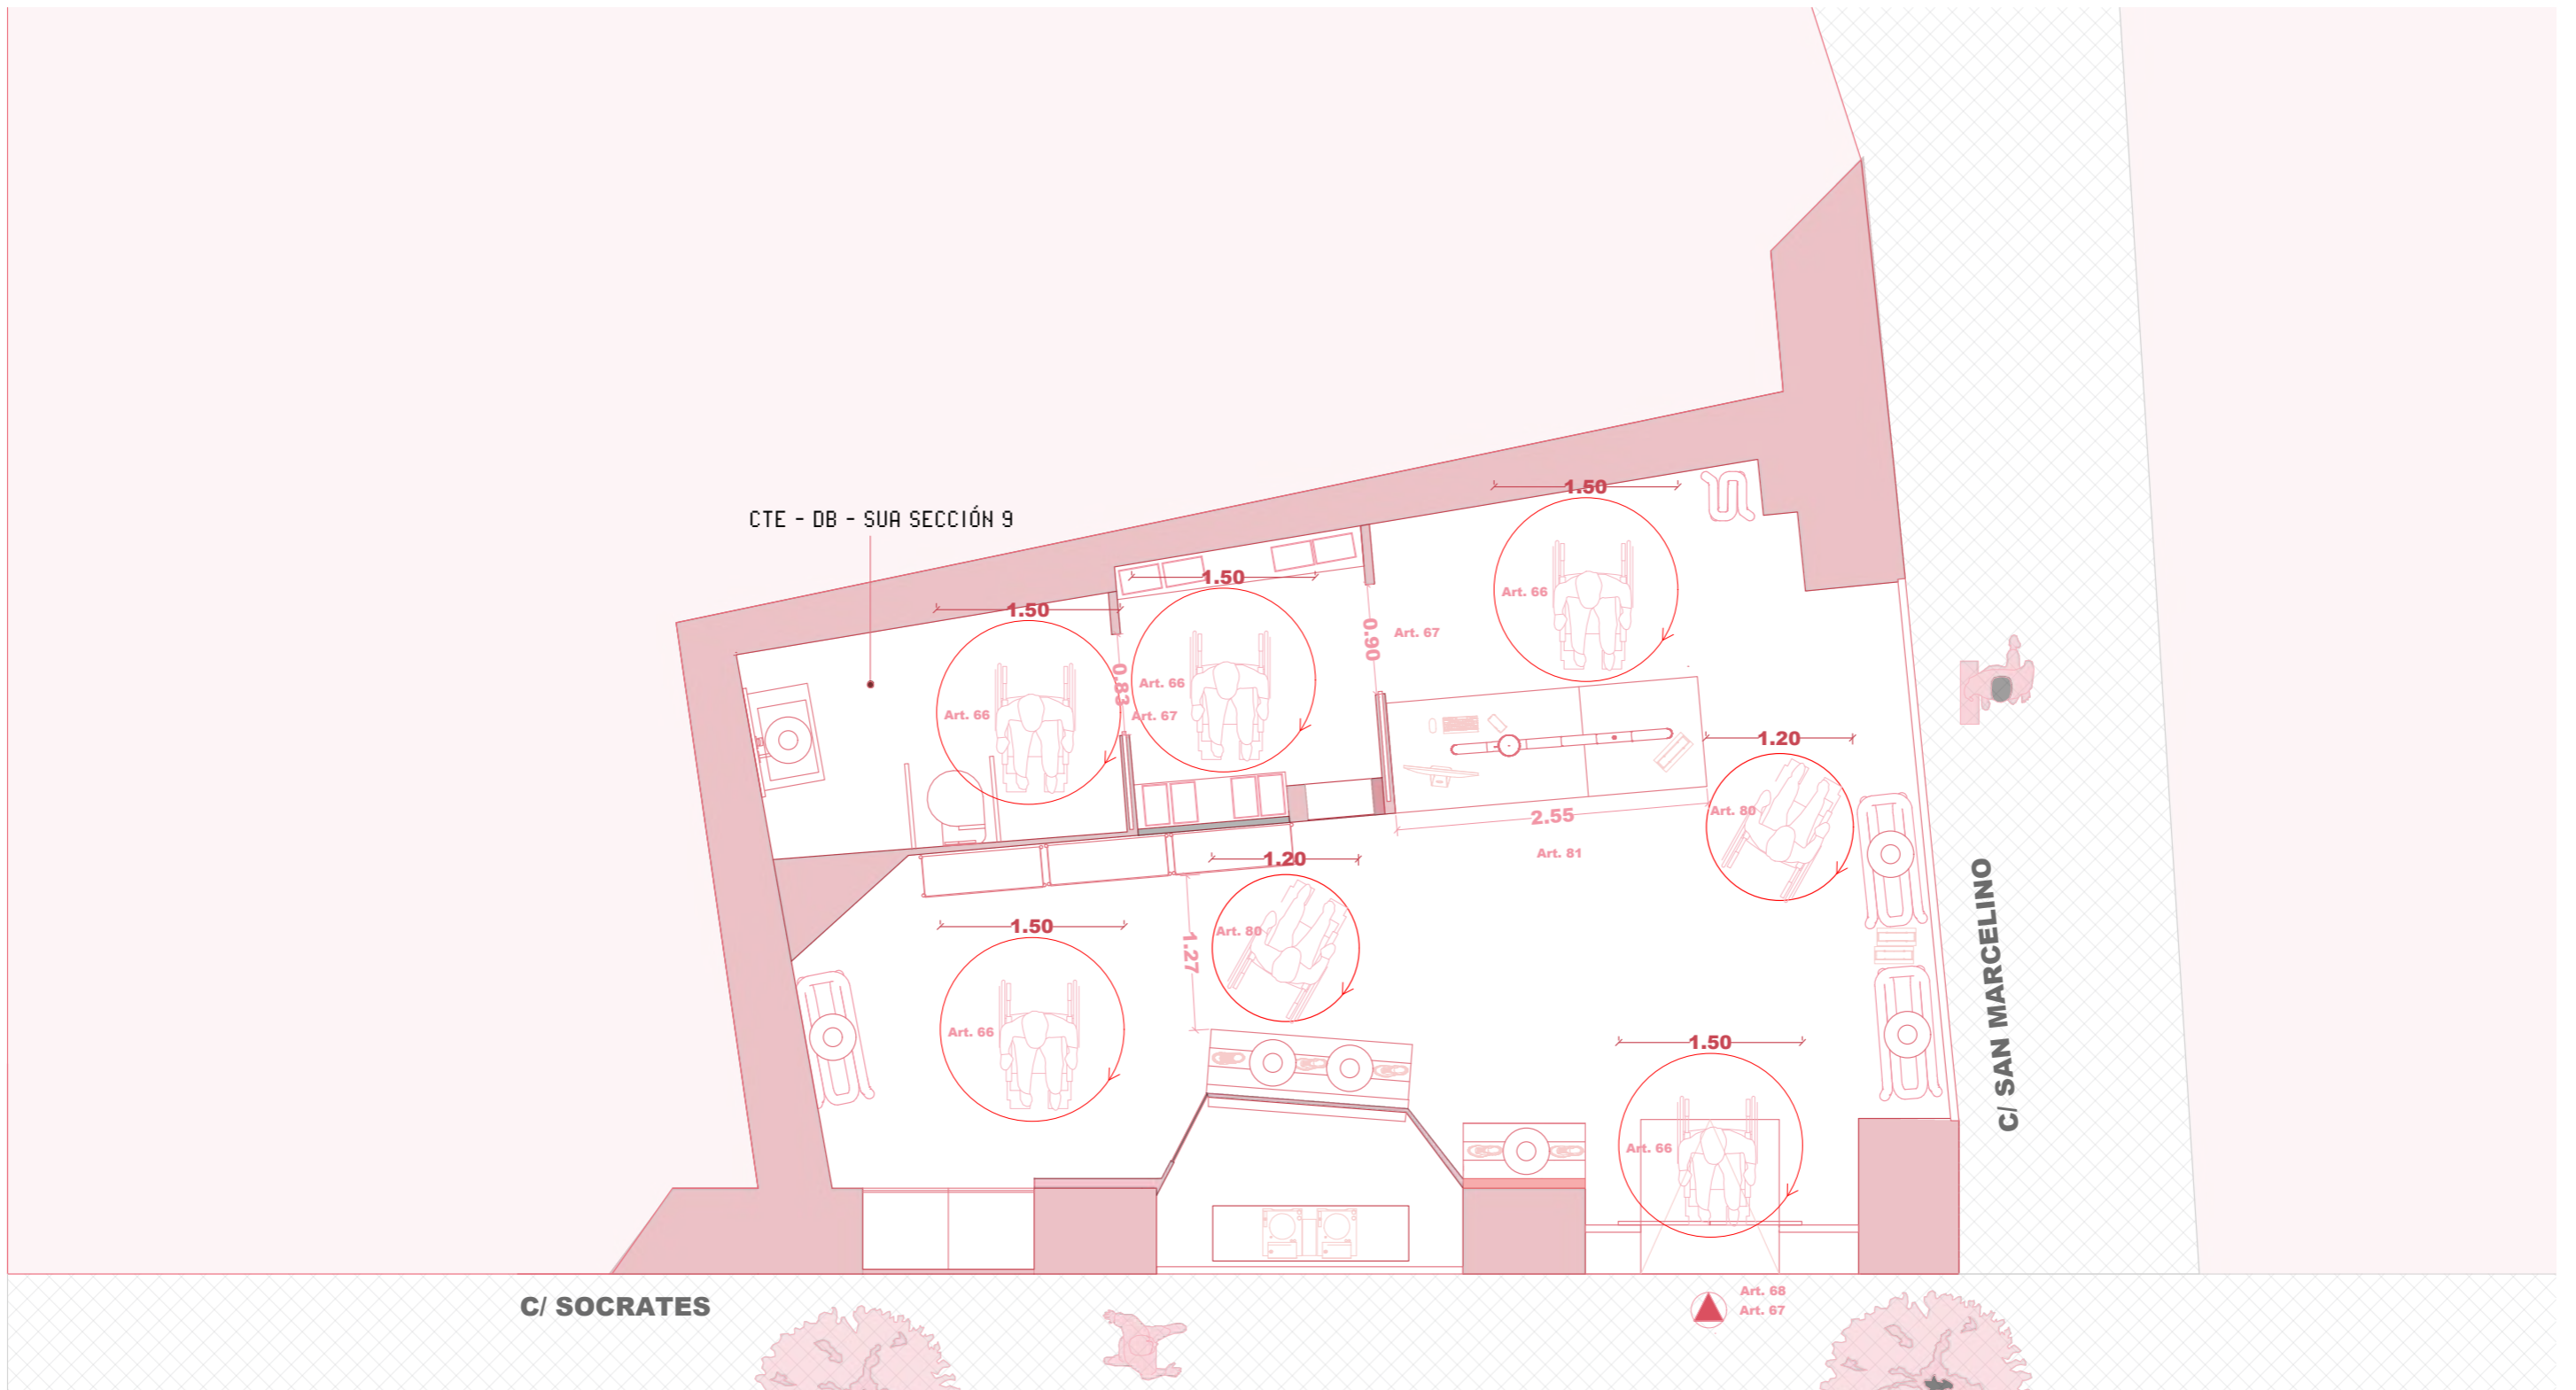 1.50
CTE - DB - SUA SECCIÓN 9
1.50
Art. 66
1.50
0.90
Art. 67
0.83
Art. 66
Art. 66
Art. 67
1.20
Art. 80
2.55
Art. 81
1.20
1.50
Art. 80
1.27
Art. 66
1.50
C/ SAN MARCELINO
Art. 66
C/ SOCRATES
Art. 68
Art. 67